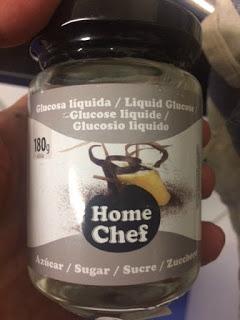 Glucosa líquida / Liquid Glucose /
Glucose liquide /
Glucosio liquido
180g
Home
Chef
Azúcar / Sugar / Sucre / Zucchero